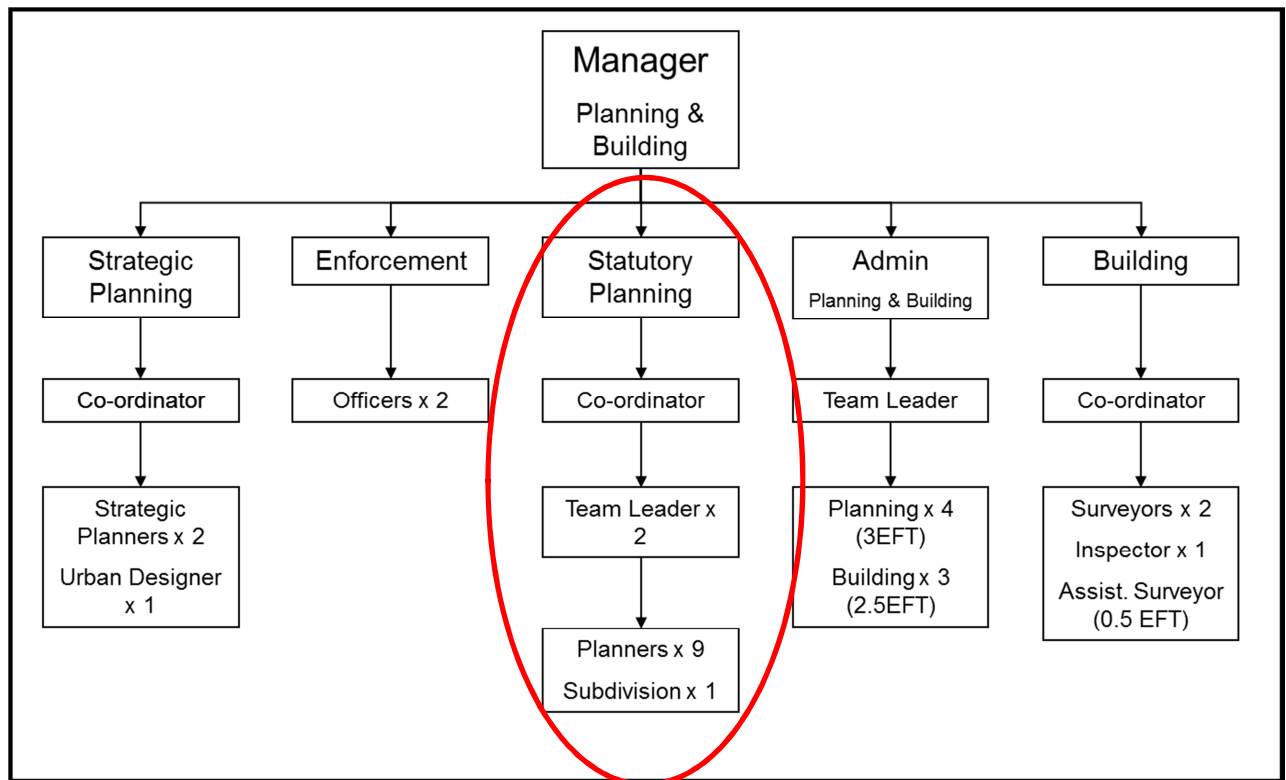 Manager
Planning &
Building
Strategic
Planning
Enforcement
Statutory
Planning
Admin
Planning & Building
Building
Co-ordinator
Officers x 2
Co-ordinator
Team Leader
Co-ordinator
Strategic
Planners x 2
Urban Designer
x 1
Team Leader x
2
Planning x 4
(3EFT)
Building x 3
(2.5EFT)
Surveyors x 2
Inspector x 1
Assist. Surveyor
(0.5 EFT)
Planners x 9
Subdivision x 1